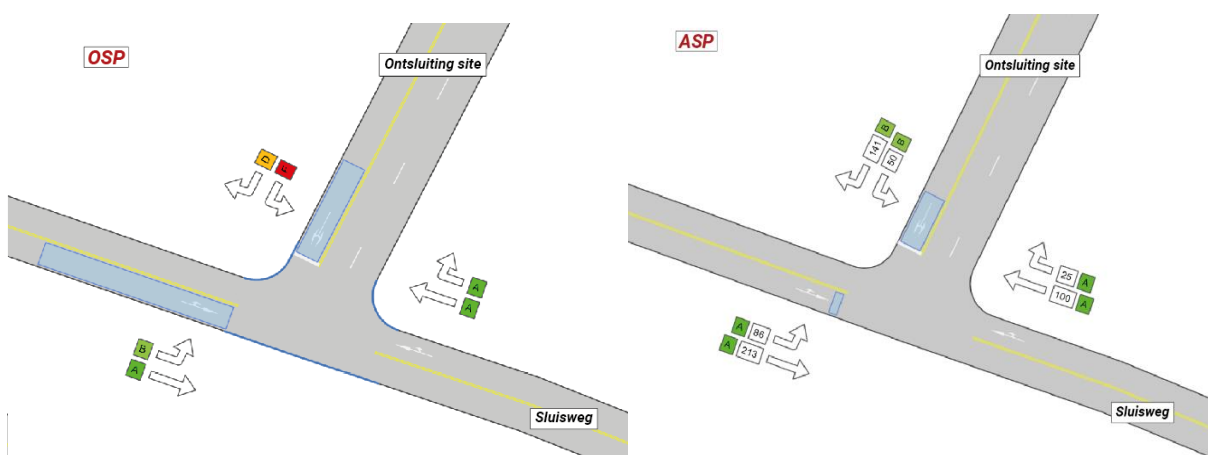 OSP
Ontsluiting site
D
F
A
A
B
A
Sluisweg
ASP
Ontsluiting site
B
B
141
50
25
A
100
A
A
86
A
213
Sluisweg